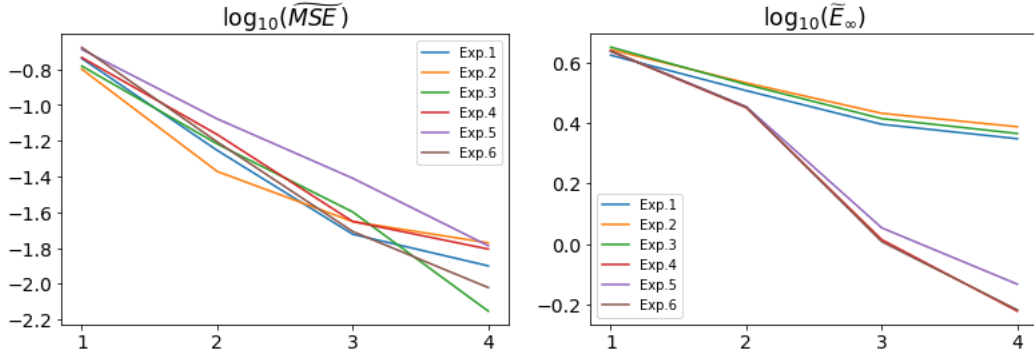 log₁₀(M͠S͠E)
−0.8
−1.0
−1.2
−1.4
−1.6
−1.8
−2.0
−2.2
1 2 3 4
Exp.1
Exp.2
Exp.3
Exp.4
Exp.5
Exp.6
log₁₀(Ẽ∞)
0.6
0.4
0.2
0.0
−0.2
1 2 3 4
Exp.1
Exp.2
Exp.3
Exp.4
Exp.5
Exp.6